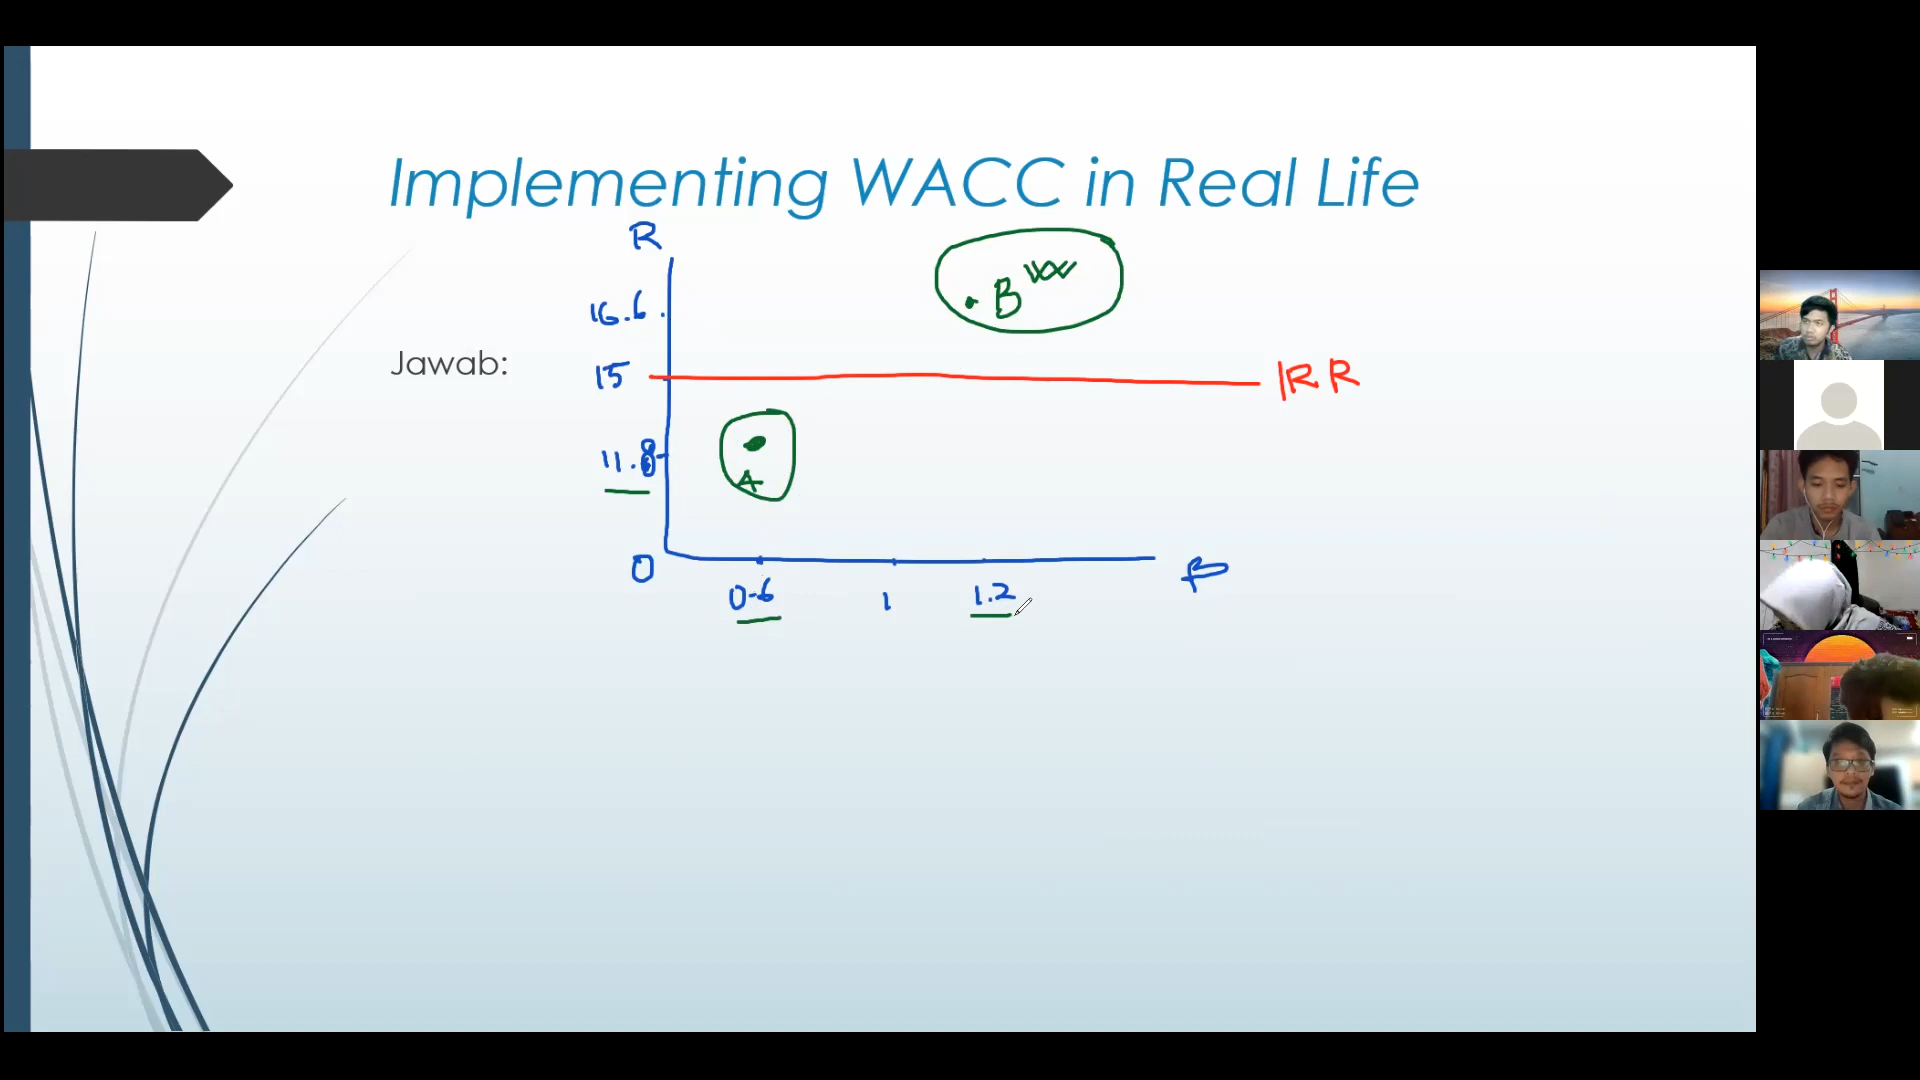 Implementing WACC in Real Life
R
. B
16.6
Jawab:
15
IRR
11.8
A
0
β
0.6
1
1.2